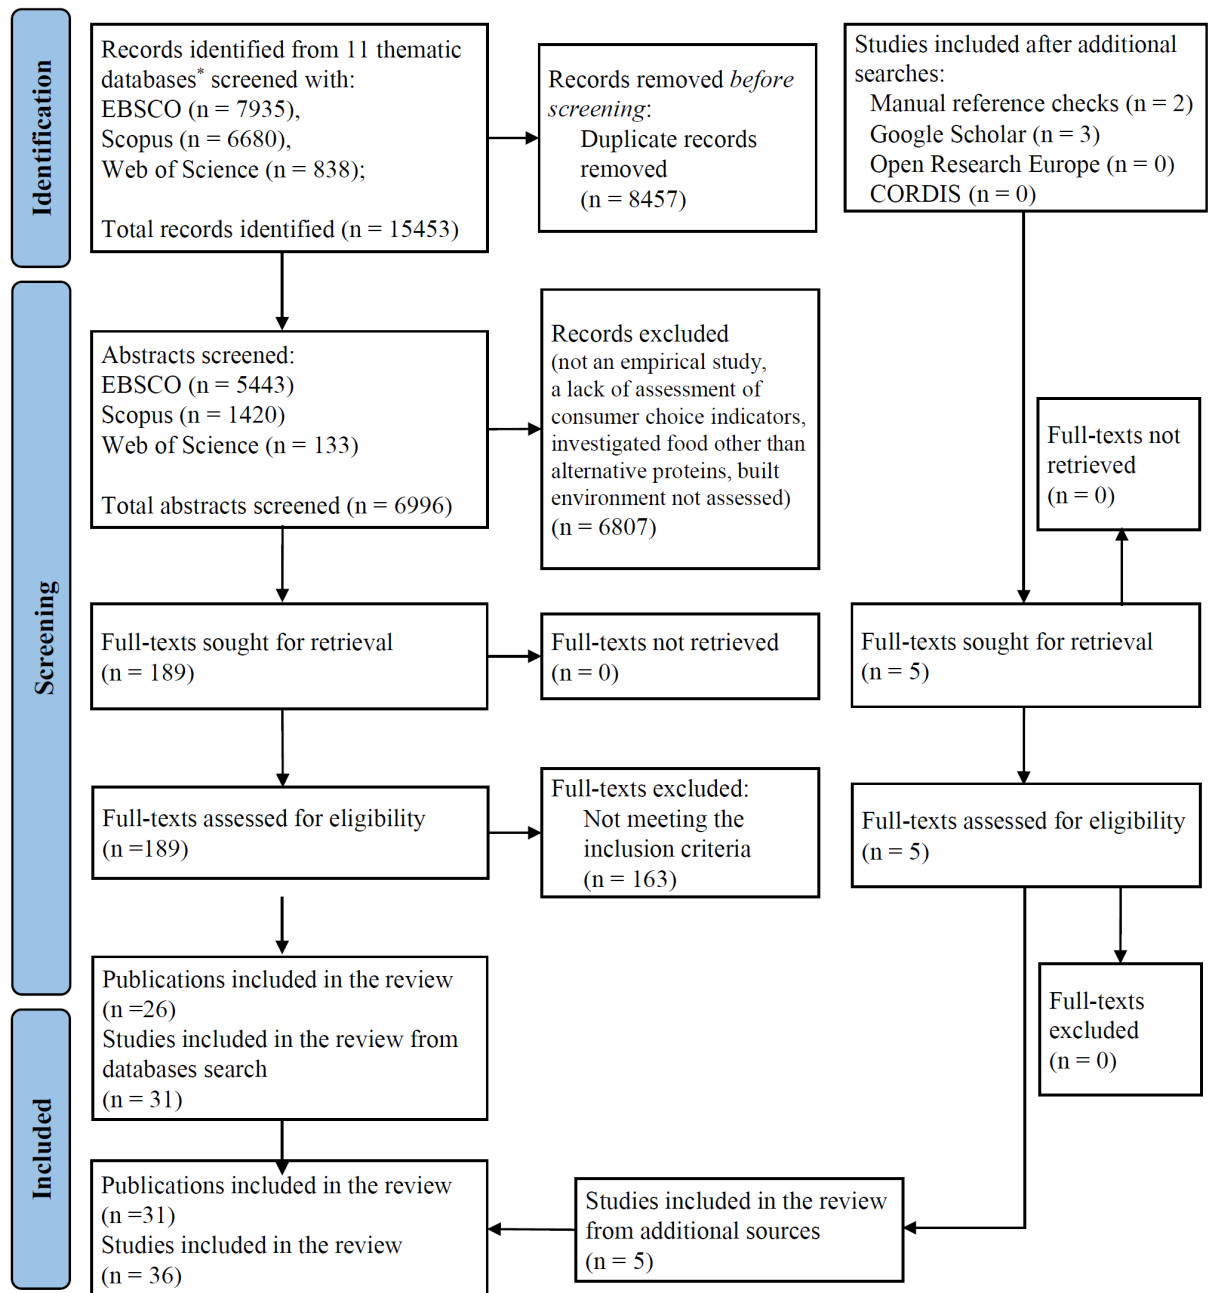 Identification
Records identified from 11 thematic
databases* screened with:
EBSCO (n = 7935),
Scopus (n = 6680),
Web of Science (n = 838);
Total records identified (n = 15453)
Records removed before
screening:
Duplicate records
removed
(n = 8457)
Studies included after additional
searches:
Manual reference checks (n = 2)
Google Scholar (n = 3)
Open Research Europe (n = 0)
CORDIS (n = 0)
Screening
Abstracts screened:
EBSCO (n = 5443)
Scopus (n = 1420)
Web of Science (n = 133)
Total abstracts screened (n = 6996)
Records excluded
(not an empirical study,
a lack of assessment of
consumer choice indicators,
investigated food other than
alternative proteins, built
environment not assessed)
(n = 6807)
Full-texts not
retrieved
(n = 0)
Full-texts sought for retrieval
(n = 189)
Full-texts not retrieved
(n = 0)
Full-texts sought for retrieval
(n = 5)
Full-texts assessed for eligibility
(n =189)
Full-texts excluded:
Not meeting the
inclusion criteria
(n = 163)
Full-texts assessed for eligibility
(n = 5)
Publications included in the review
(n =26)
Studies included in the review from
databases search
(n = 31)
Full-texts
excluded
(n = 0)
Included
Publications included in the review
(n =31)
Studies included in the review
(n = 36)
Studies included in the review
from additional sources
(n = 5)